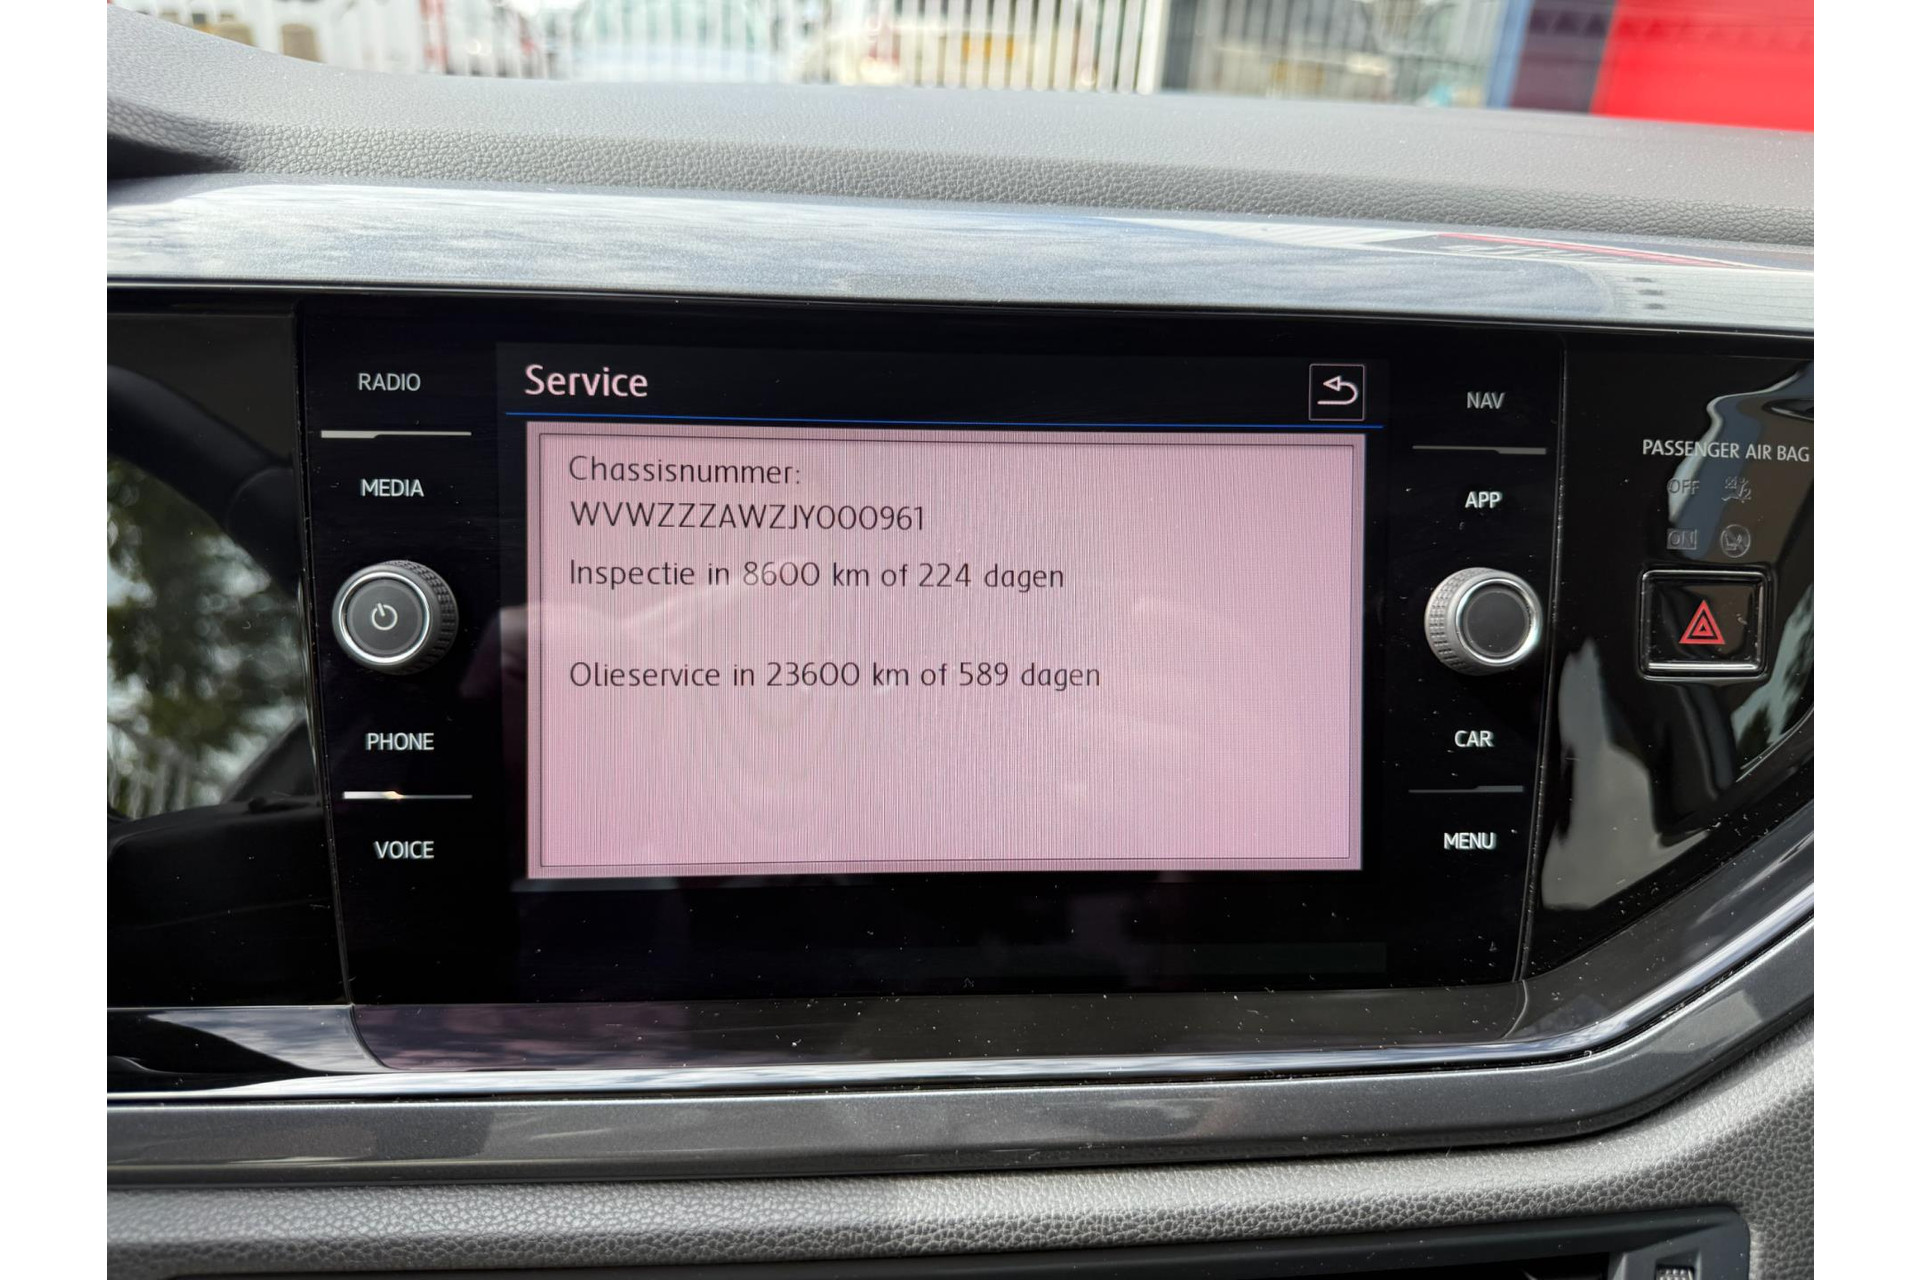 RADIO
MEDIA
PHONE
VOICE
Service
Chassisnummer:
WVWZZZAWZJY000961
Inspectie in 8600 km of 224 dagen
Olieservice in 23600 km of 589 dagen
NAV
APP
CAR
MENU
PASSENGER AIR BAG
OFF
ON